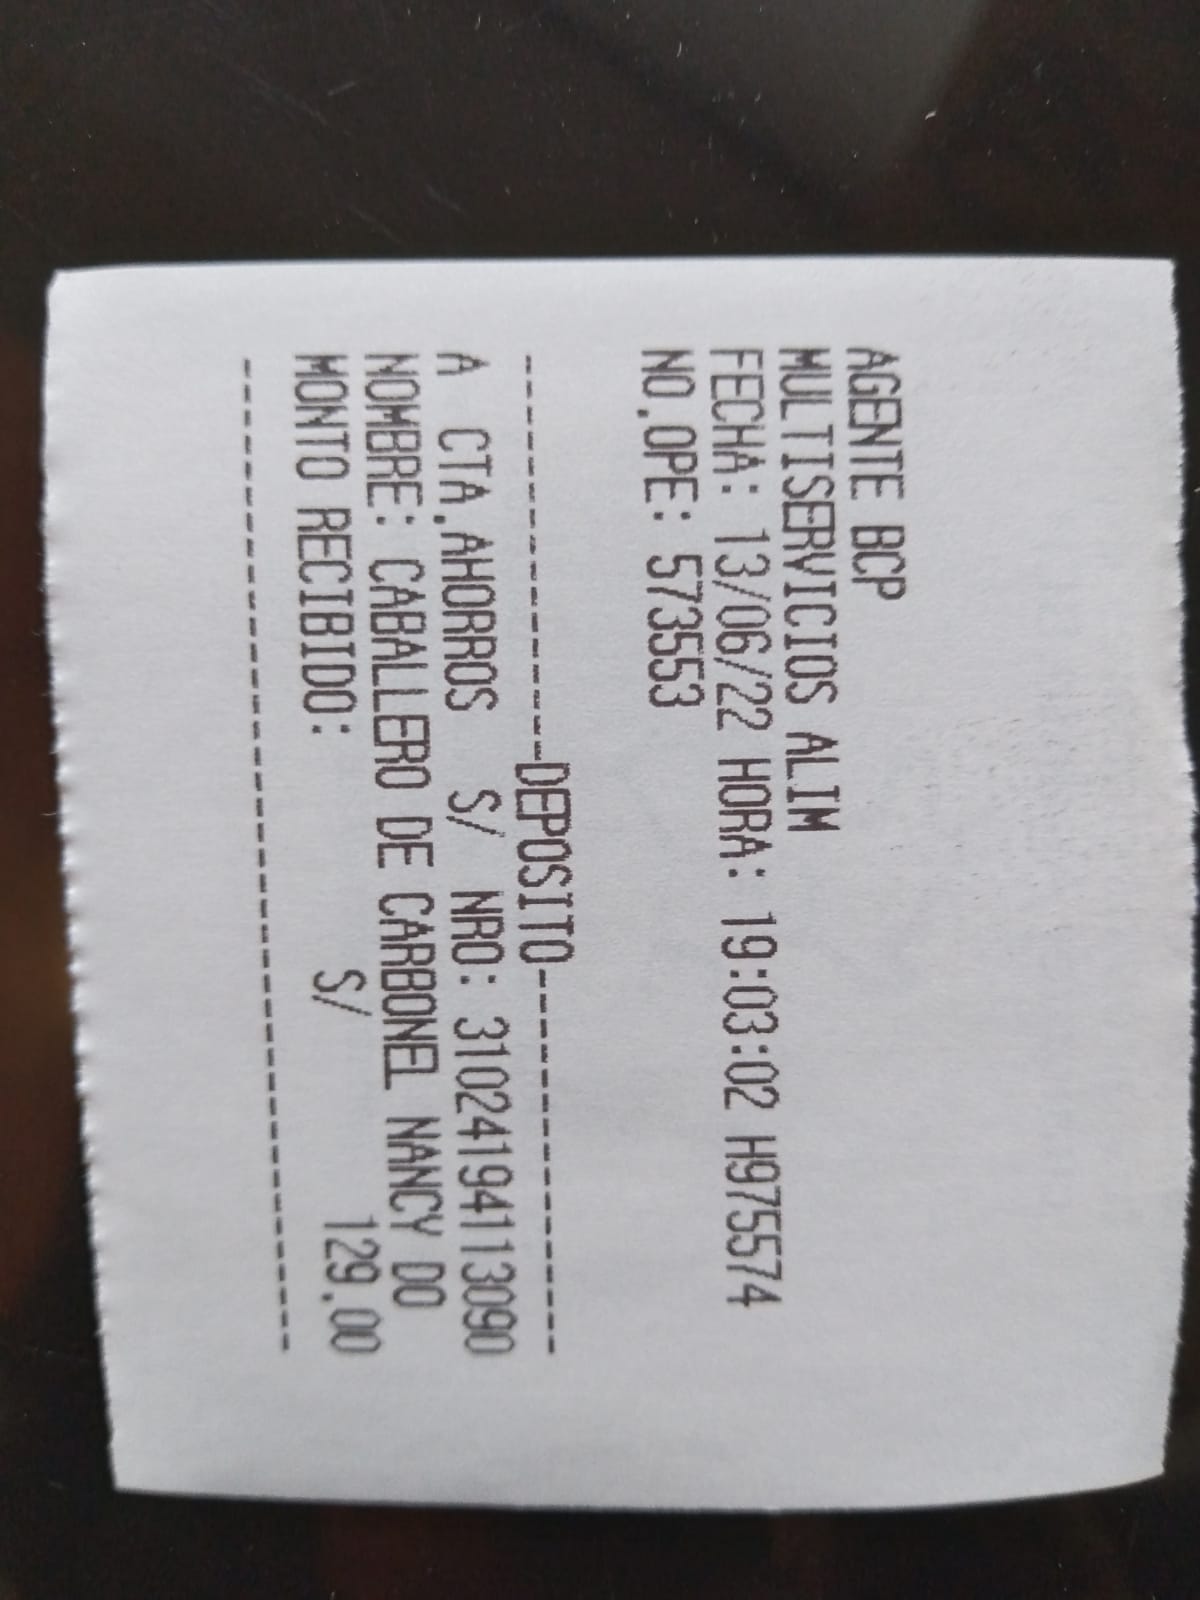 AGENTE BCP
MULTISERVICIOS ALIM
FECHA: 13/06/22 HORA: 19:03:02 H975574
NO.OPE: 573553
---------------DEPOSITO---------------
A CTA.AHORROS S/ NRO: 31024194113090
NOMBRE: CABALLERO DE CARBONEL NANCY DO
MONTO RECIBIDO: S/ 129.00
--------------------------------------